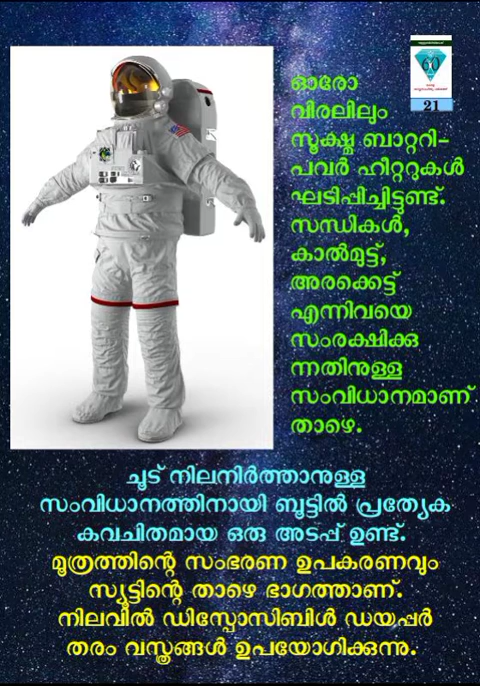 21
ഓരോ
വിരലിലും
സൂക്ഷ്മ ബാറ്ററി-
പവർ ഹീറ്ററുകൾ
ഘടിപ്പിച്ചിട്ടുണ്ട്.
സന്ധികൾ,
കാൽമുട്ട്,
അരക്കെട്ട്
എന്നിവയെ
സംരക്ഷിക്കു
ന്നതിനുള്ള
സംവിധാനമാണ്
താഴെ.
ചൂട് നിലനിർത്താനുള്ള
സംവിധാനത്തിനായി ബൂട്ടിൽ പ്രത്യേക
കവചിതമായ ഒരു അടപ്പ് ഉണ്ട്.
മൂത്രത്തിന്റെ സംഭരണ ഉപകരണവും
സ്യൂട്ടിന്റെ താഴെ ഭാഗത്താണ്.
നിലവിൽ ഡിസ്പോസിബിൾ ഡയപ്പർ
തരം വസ്ത്രങ്ങൾ ഉപയോഗിക്കുന്നു.